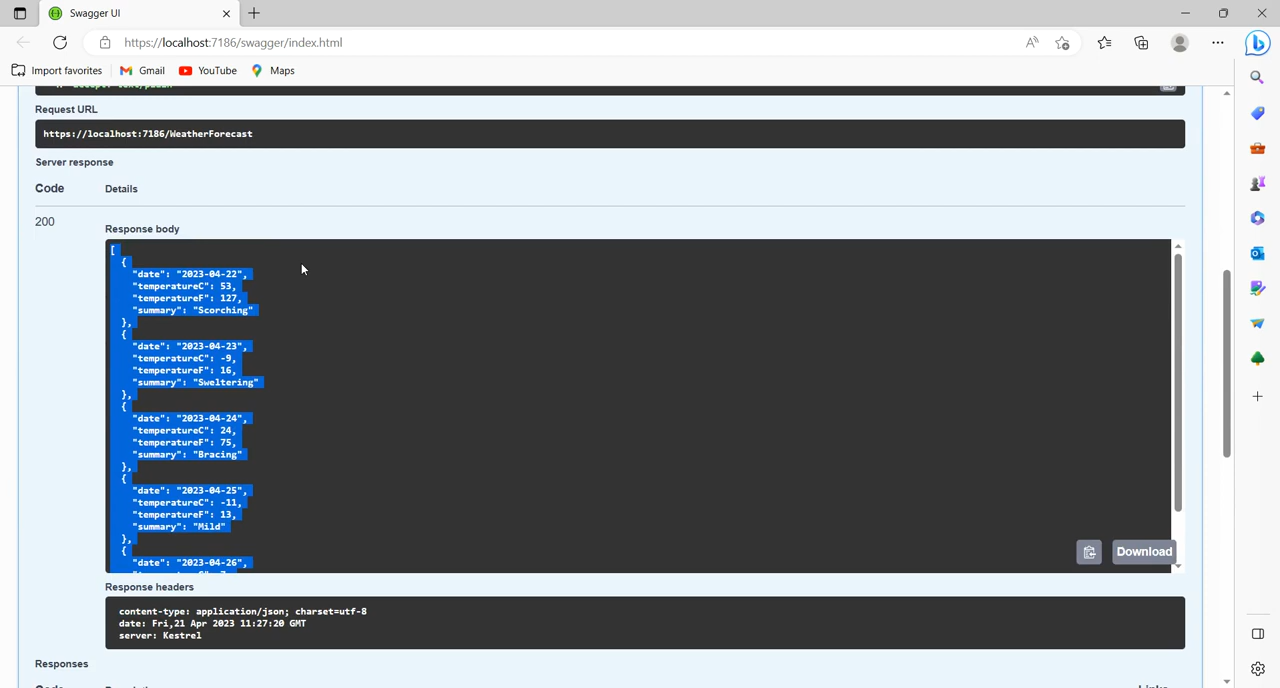 Swagger UI
https://localhost:7186/swagger/index.html
Import favorites
Gmail
YouTube
Maps
Request URL
https://localhost:7186/WeatherForecast
Server response
Code
Details
200
Response body
[
{
"date": "2023-04-22",
"temperatureC": 53,
"temperatureF": 127,
"summary": "Scorching"
},
{
"date": "2023-04-23",
"temperatureC": -9,
"temperatureF": 16,
"summary": "Sweltering"
},
{
"date": "2023-04-24",
"temperatureC": 24,
"temperatureF": 75,
"summary": "Bracing"
},
{
"date": "2023-04-25",
"temperatureC": -11,
"temperatureF": 13,
"summary": "Mild"
},
{
"date": "2023-04-26",
Download
Response headers
content-type: application/json; charset=utf-8
date: Fri,21 Apr 2023 11:27:20 GMT
server: Kestrel
Responses